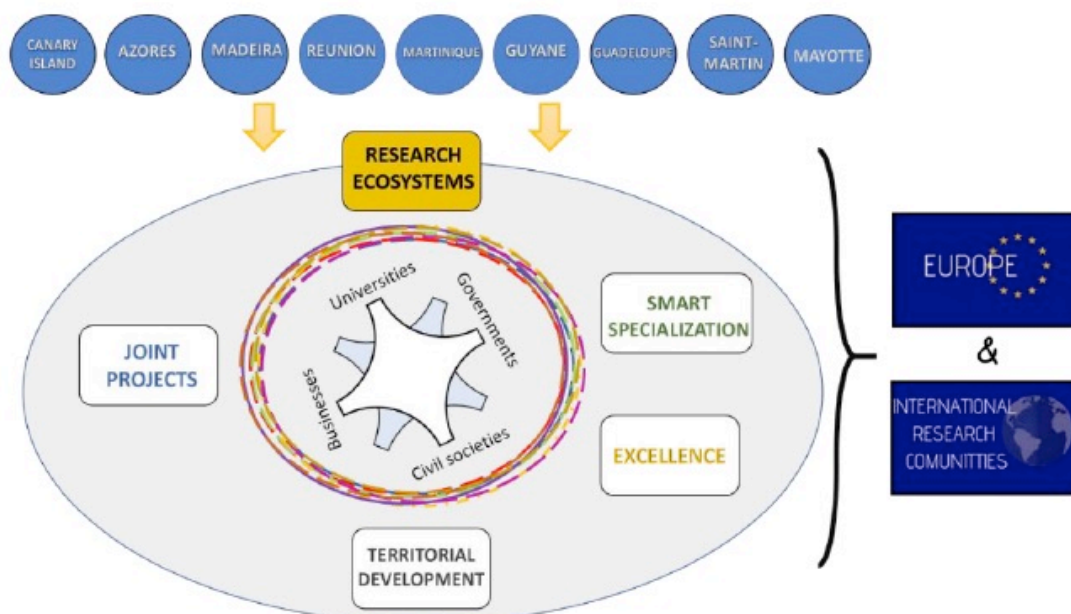 CANARY
ISLAND
AZORES
MADEIRA
REUNION
MARTINIQUE
GUYANE
GUADELOUPE
SAINT-
MARTIN
MAYOTTE
RESEARCH
ECOSYSTEMS
Universities
Governments
Businesses
Civil societies
JOINT
PROJECTS
SMART
SPECIALIZATION
EXCELLENCE
TERRITORIAL
DEVELOPMENT
EUROPE
&
INTERNATIONAL
RESEARCH
COMUNITTIES